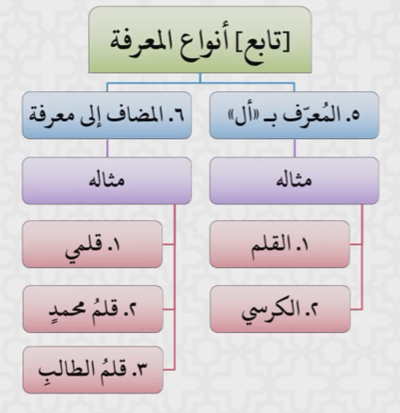 [تابع] أنواع المعرفة
٥. المُعرّف بـ «أل»
٦. المضاف إلى معرفة
مثاله
مثاله
١. القلم
١. قلمي
٢. الكرسي
٢. قلمُ محمدٍ
٣. قلمُ الطالبِ